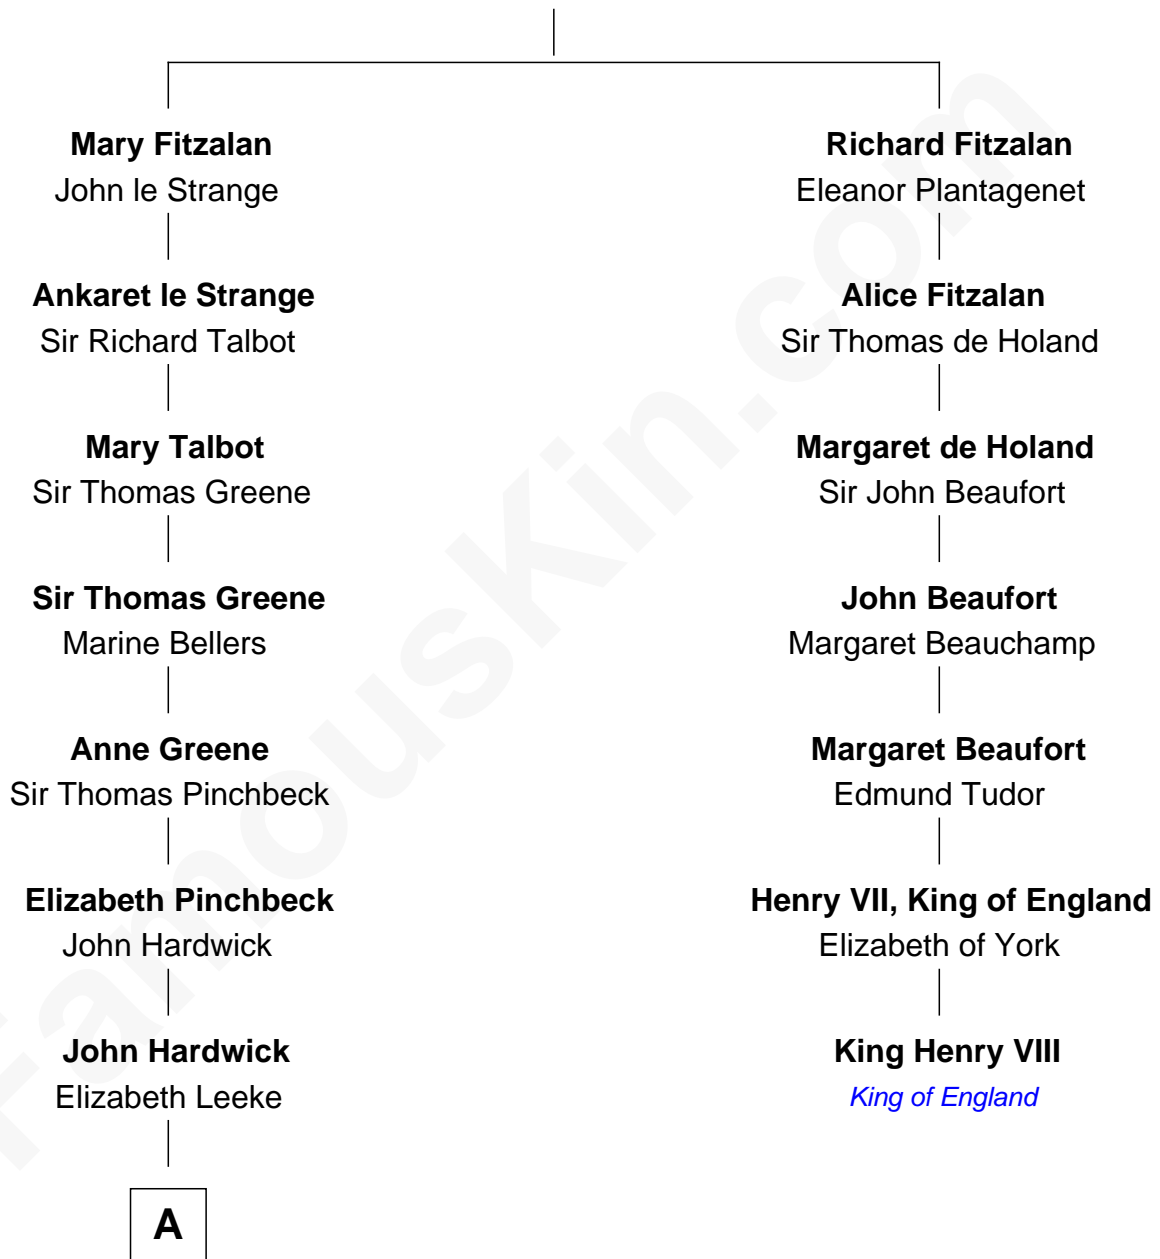 Mary Fitzalan
John le Strange
Ankaret le Strange
Sir Richard Talbot
Mary Talbot
Sir Thomas Greene
Sir Thomas Greene
Marine Bellers
Anne Greene
Sir Thomas Pinchbeck
Elizabeth Pinchbeck
John Hardwick
John Hardwick
Elizabeth Leeke
A
Richard Fitzalan
Eleanor Plantagenet
Alice Fitzalan
Sir Thomas de Holand
Margaret de Holand
Sir John Beaufort
John Beaufort
Margaret Beauchamp
Margaret Beaufort
Edmund Tudor
Henry VII, King of England
Elizabeth of York
King Henry VIII
King of England
FamousKin.com